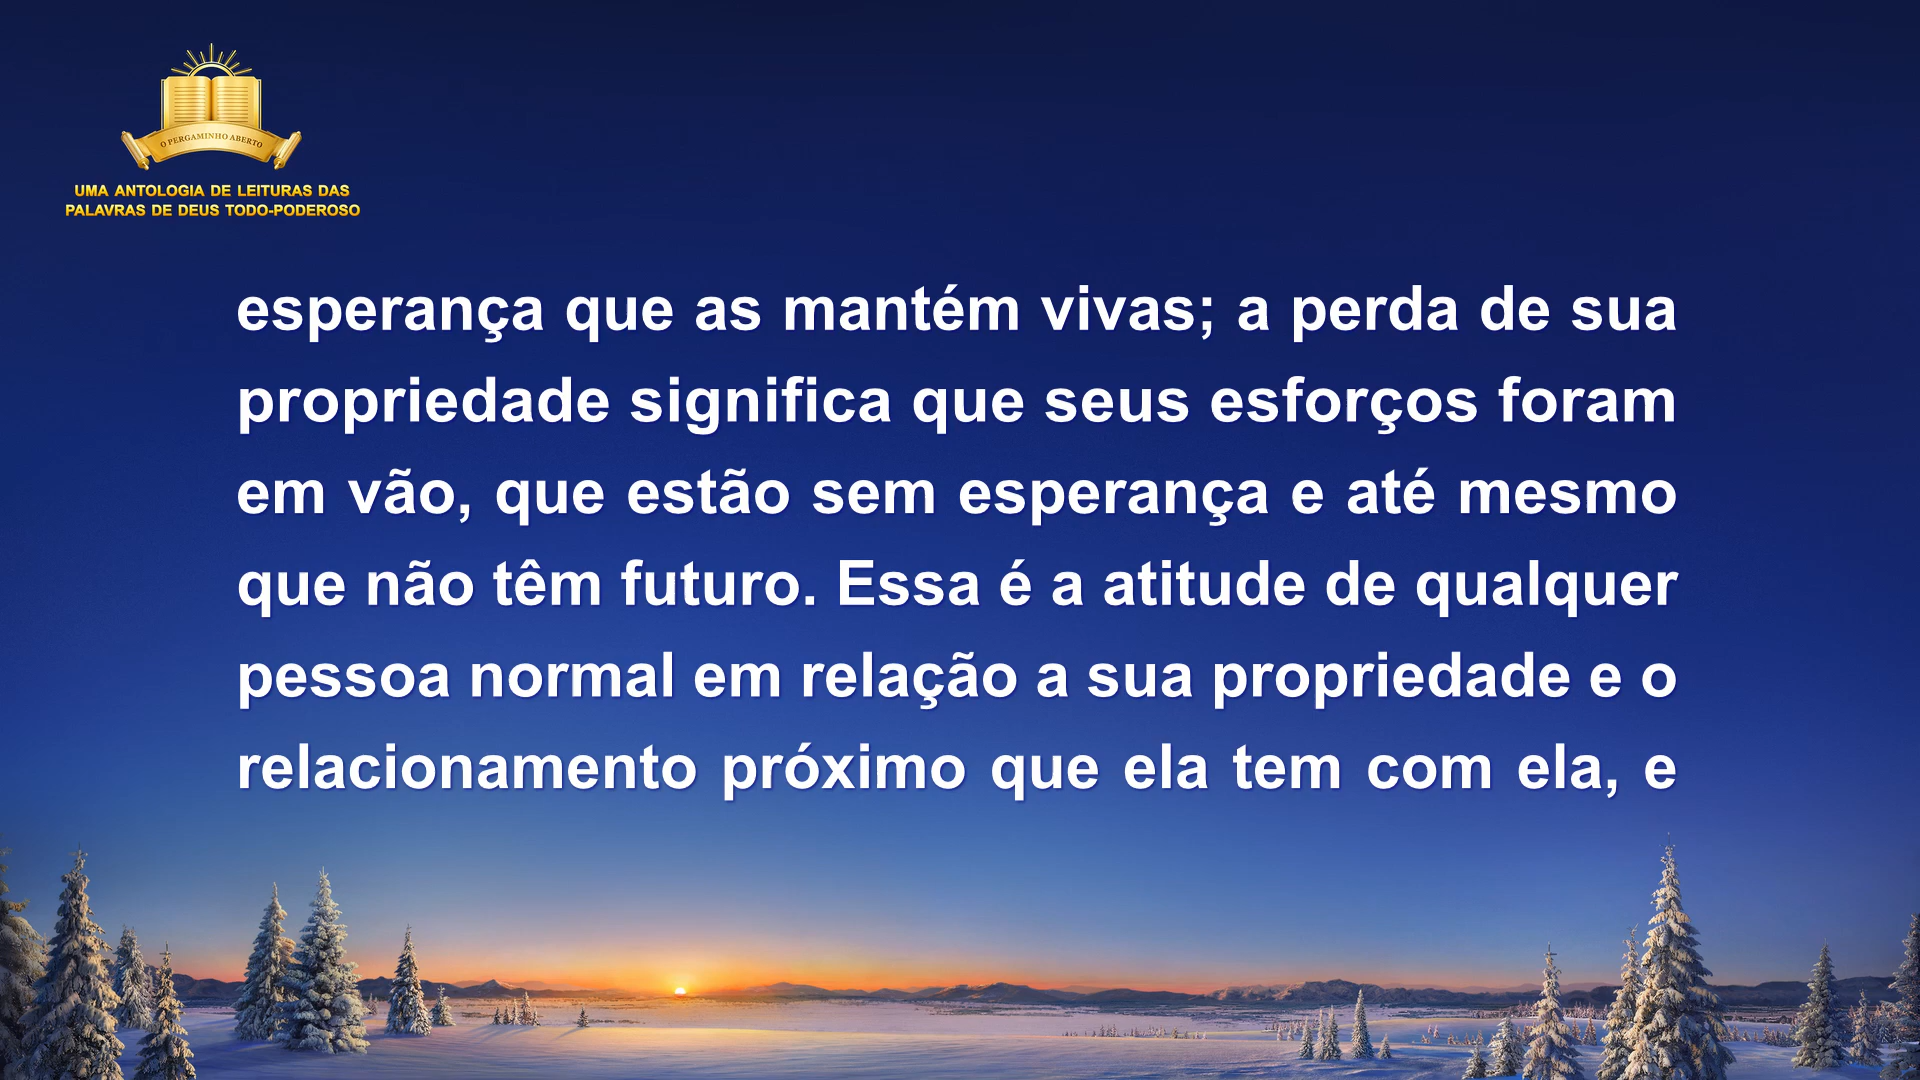 O PERGAMINHO ABERTO
UMA ANTOLOGIA DE LEITURAS DAS
PALAVRAS DE DEUS TODO-PODEROSO
esperança que as mantém vivas; a perda de sua
propriedade significa que seus esforços foram
em vão, que estão sem esperança e até mesmo
que não têm futuro. Essa é a atitude de qualquer
pessoa normal em relação a sua propriedade e o
relacionamento próximo que ela tem com ela, e